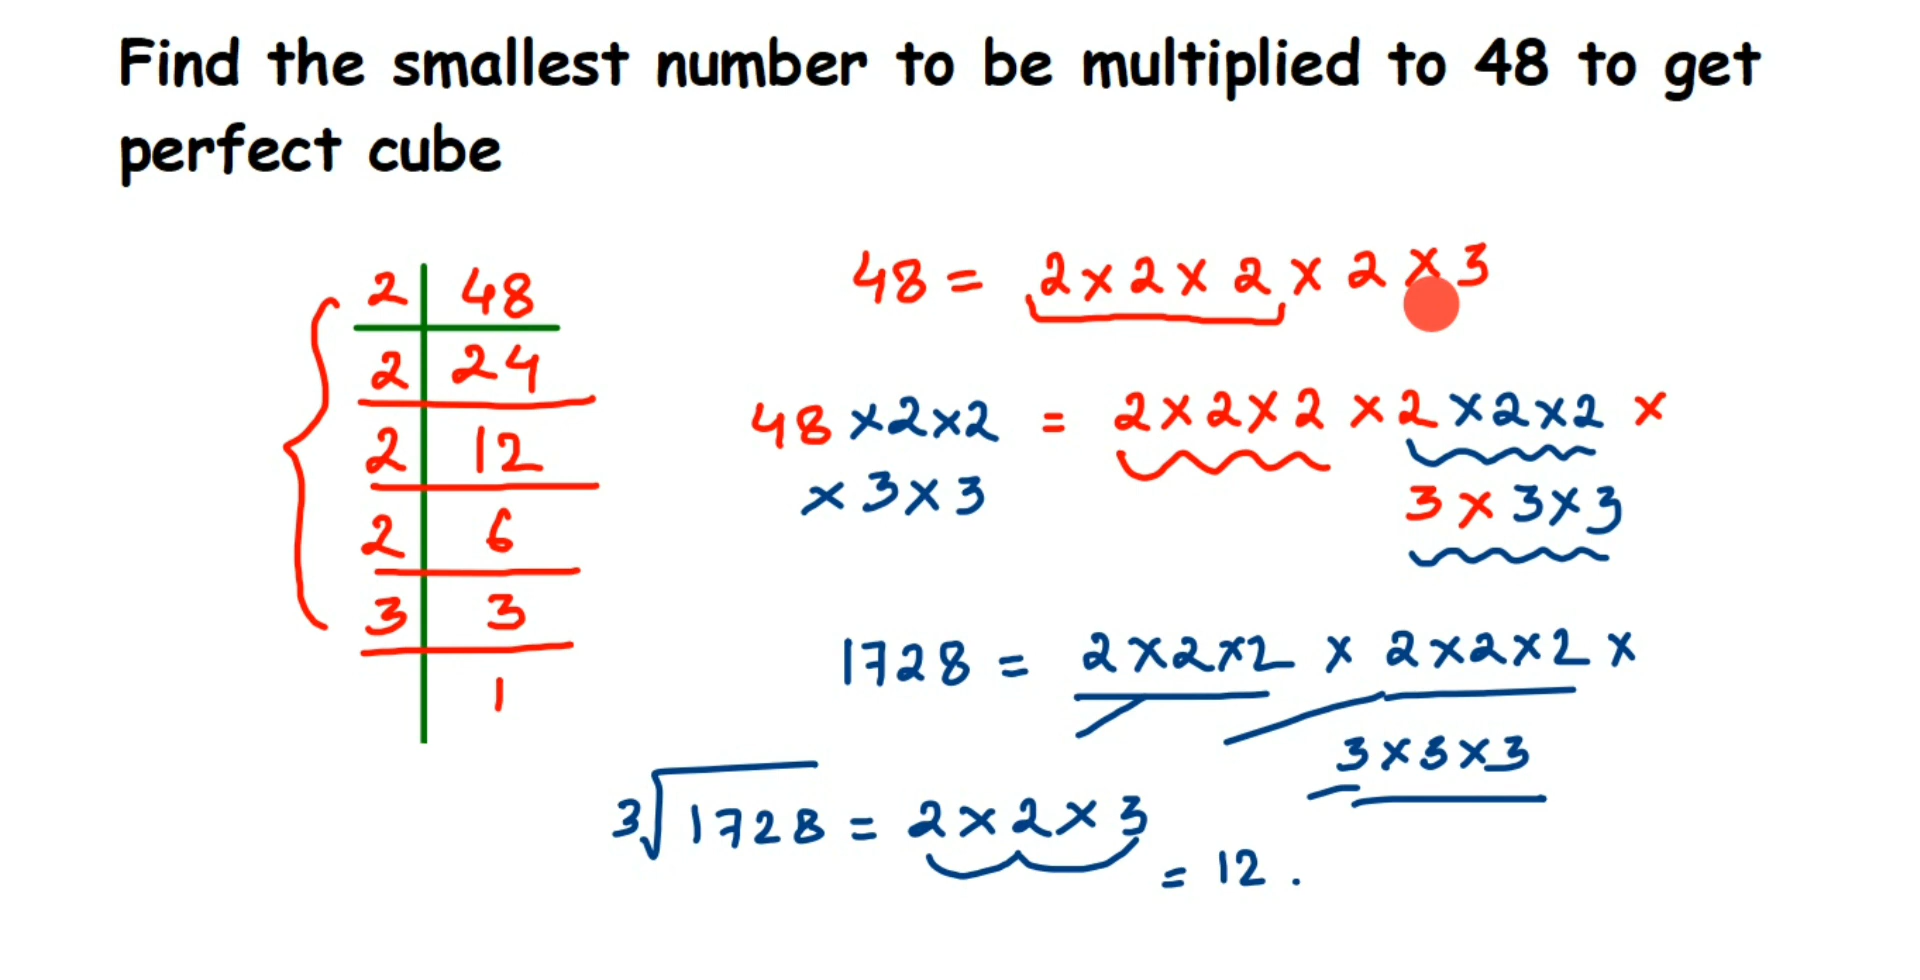 Find the smallest number to be multiplied to 48 to get
perfect cube
2 48
2 24
2 12
2 6
3 3
1
48 = 2 × 2 × 2 × 2 × 3
48 × 2 × 2 = 2 × 2 × 2 × 2 × 2 × 2 ×
× 3 × 3
3 × 3 × 3
1728 = 2 × 2 × 2 × 2 × 2 × 2 ×
3 × 3 × 3
3√1728 = 2 × 2 × 3
= 12 .